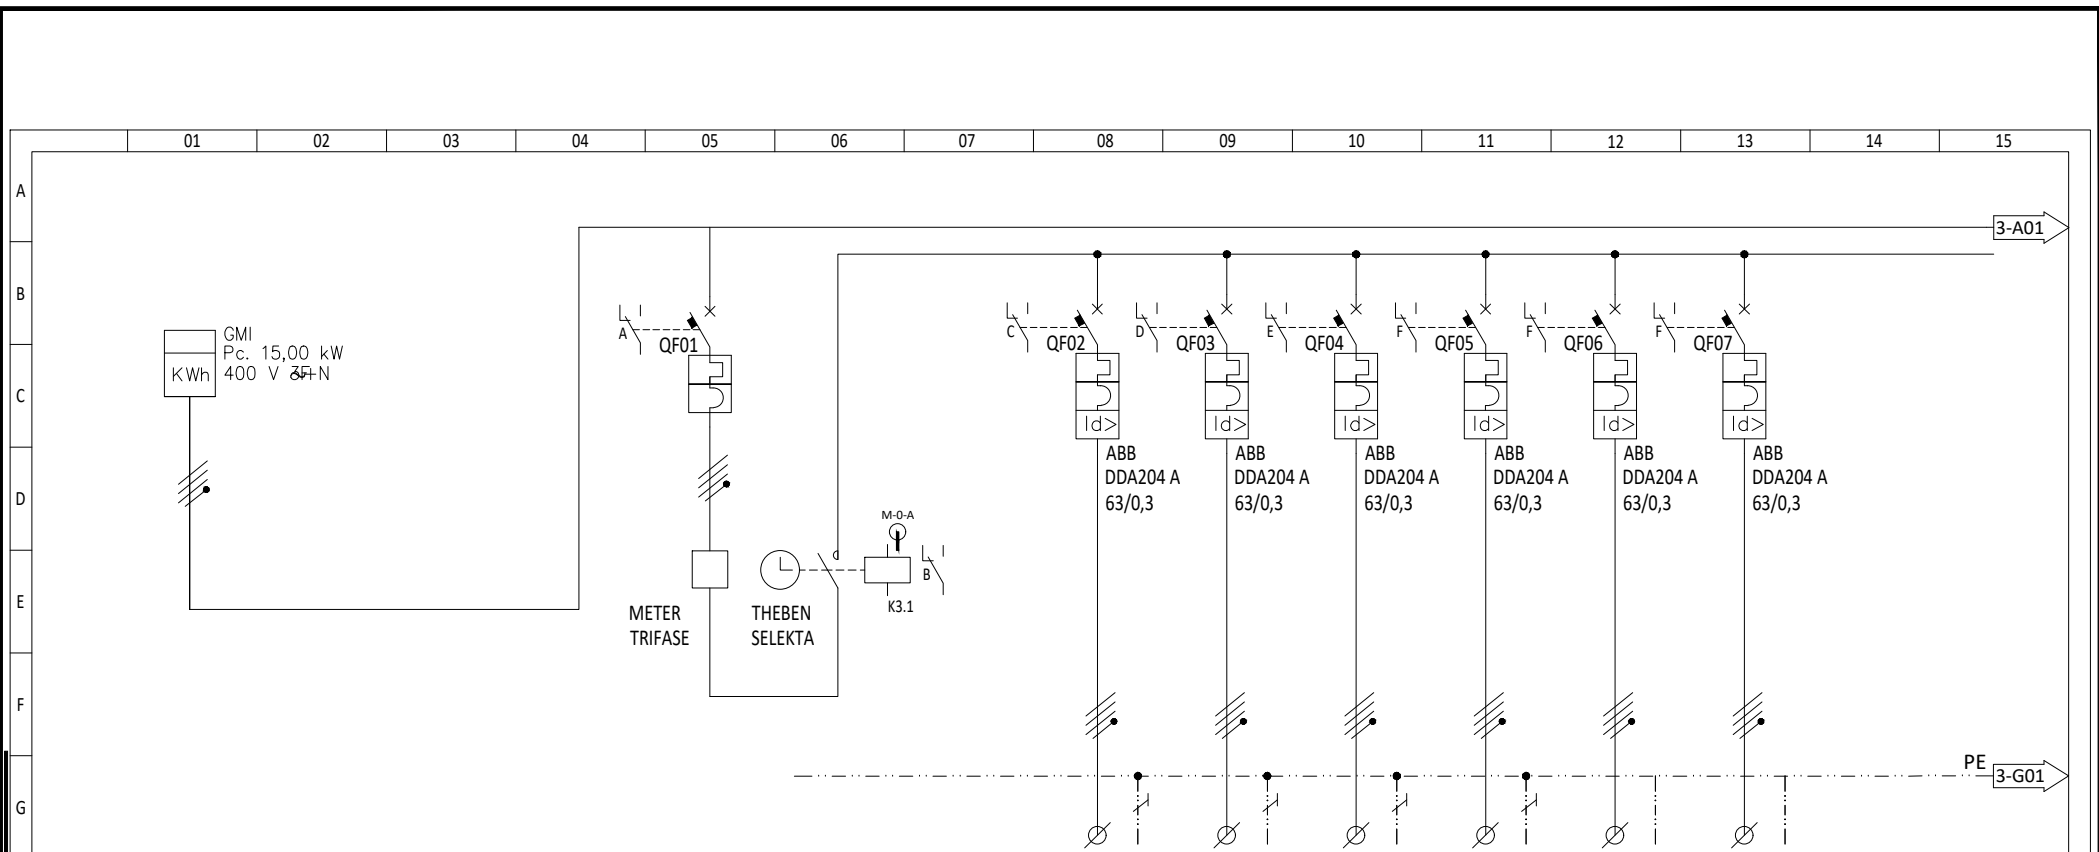 01 02 03 04 05 06 07 08 09 10 11 12 13 14 15
A
3-A01
B
GMI
Pc. 15,00 kW
KWh 400 V
A QF01 C QF02 D QF03 E QF04 F QF05 F QF06 F QF07
C
Id> Id> Id> Id> Id> Id>
ABB ABB ABB ABB ABB ABB
DDA204 A DDA204 A DDA204 A DDA204 A DDA204 A DDA204 A
63/0,3 63/0,3 63/0,3 63/0,3 63/0,3 63/0,3
D
M-0-A
B
E
K3.1
METER THEBEN
TRIFASE SELEKTA
F
PE 3-G01
G